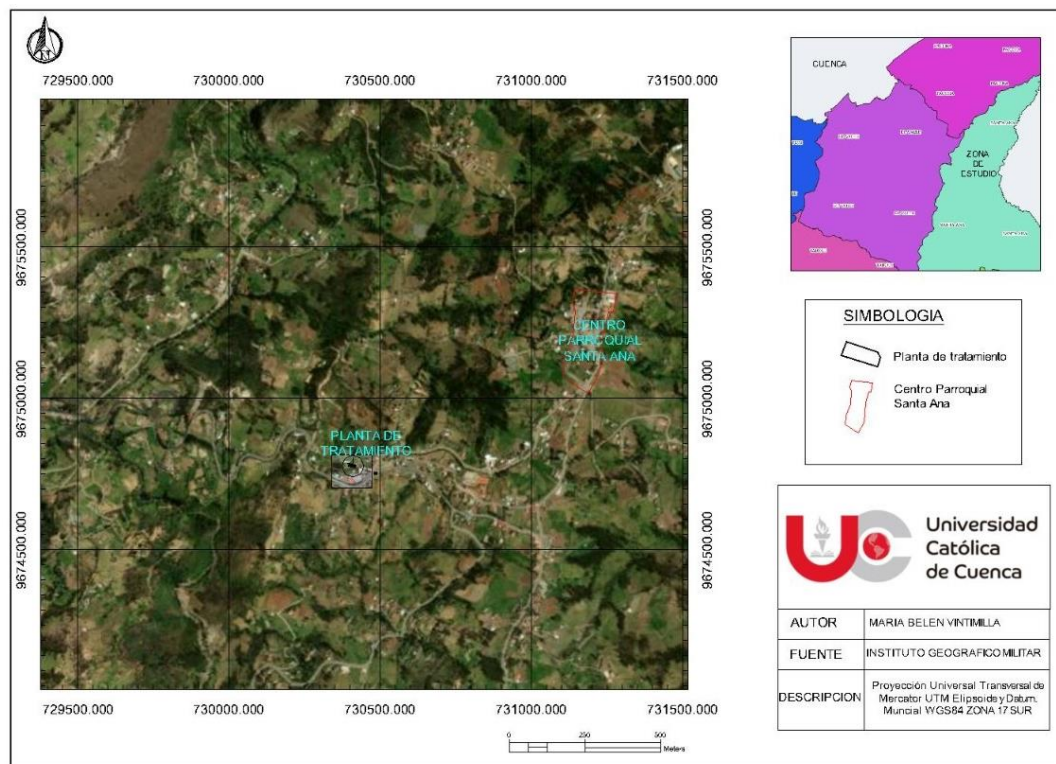 729500.000 730000.000 730500.000 731000.000 731500.000
9675500.000
9675000.000
9674500.000
CENTRO
PARROQUIAL
SANTA ANA
PLANTA DE
TRATAMIENTO
9675500.000
9675000.000
9674500.000
729500.000 730000.000 730500.000 731000.000 731500.000
0 250 500
Meters
CUENCA
ZONA
DE
ESTUDIO
SIMBOLOGIA
Planta de tratamiento
Centro Parroquial
Santa Ana
UC
Universidad
Católica
de Cuenca
AUTOR MARIA BELEN VINTIMILLA
FUENTE INSTITUTO GEOGRAFICO MILITAR
DESCRIPCION
Proyección Universal Transversal de
Mercator UTM Elipsoide y Datum.
Muncial WGS84 ZONA 17 SUR